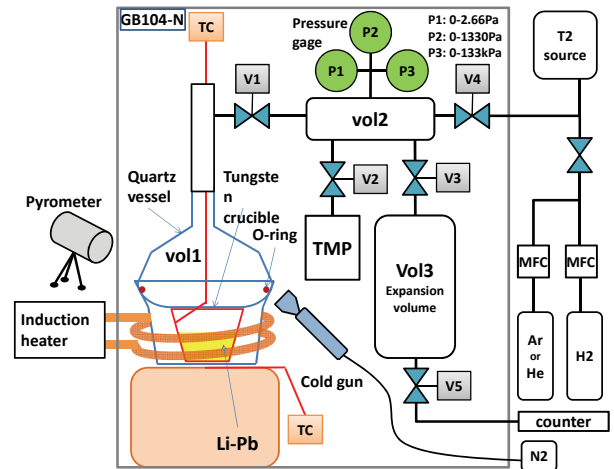 GB104-N
TC
Pressure
gage
P2
P1
P3
P1: 0-2.66Pa
P2: 0-1330Pa
P3: 0-133kPa
T2
source
V1
V4
vol2
Quartz
vessel
Tungste
n
crucible
O-ring
V2
V3
Pyrometer
vol1
TMP
Vol3
Expansion
volume
MFC
MFC
Induction
heater
Ar
or
He
H2
Cold gun
V5
Li-Pb
TC
counter
N2